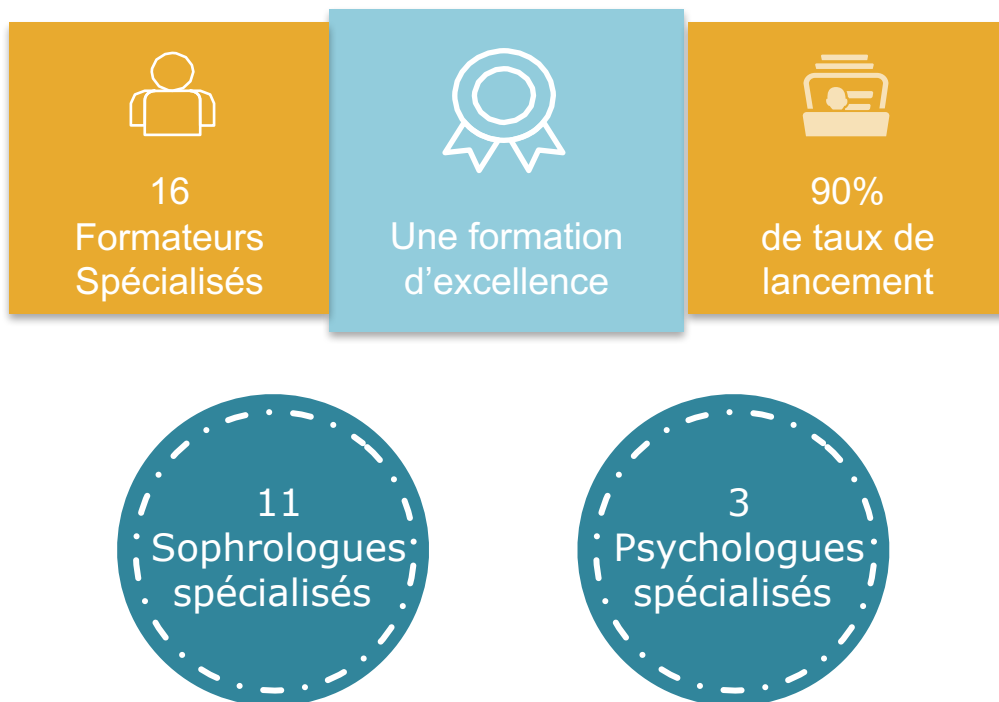 16
Formateurs
Spécialisés
Une formation
d’excellence
90%
de taux de
lancement
11
Sophrologues
spécialisés
3
Psychologues
spécialisés